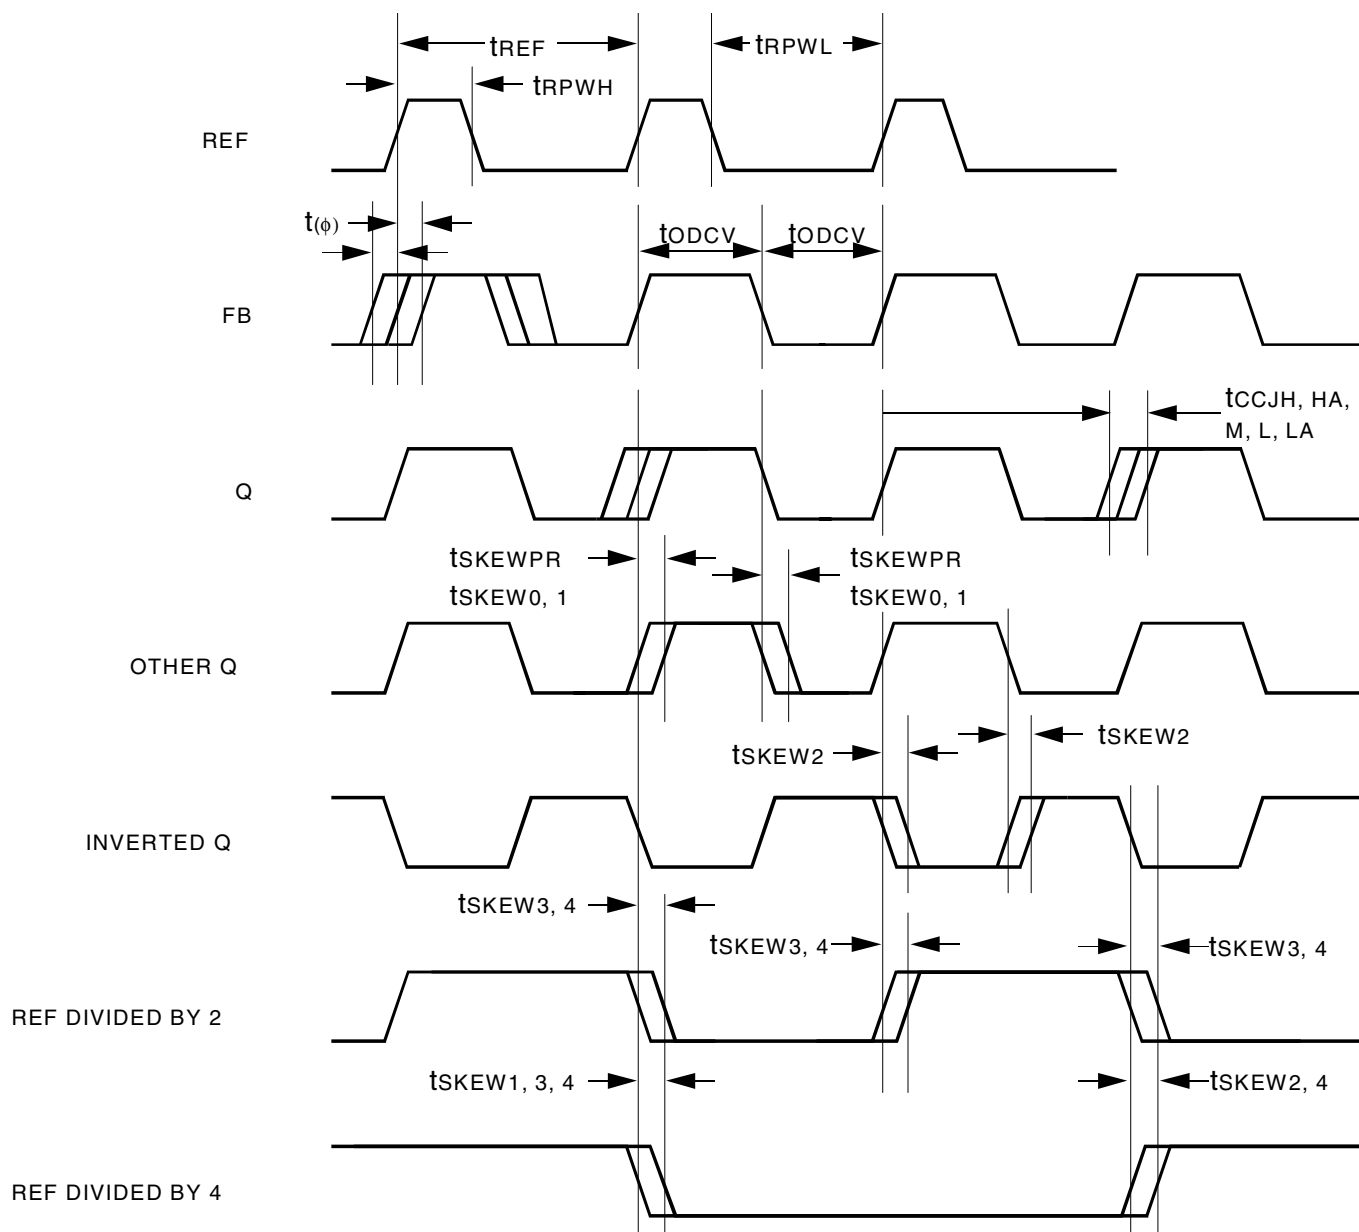 tREF
tRPWL
tRPWH
REF
t(ϕ)
tODCV
tODCV
FB
tCCJH, HA,
M, L, LA
Q
tSKEWPR
tSKEW0, 1
tSKEWPR
tSKEW0, 1
OTHER Q
tSKEW2
tSKEW2
INVERTED Q
tSKEW3, 4
tSKEW3, 4
tSKEW3, 4
REF DIVIDED BY 2
tSKEW1, 3, 4
tSKEW2, 4
REF DIVIDED BY 4